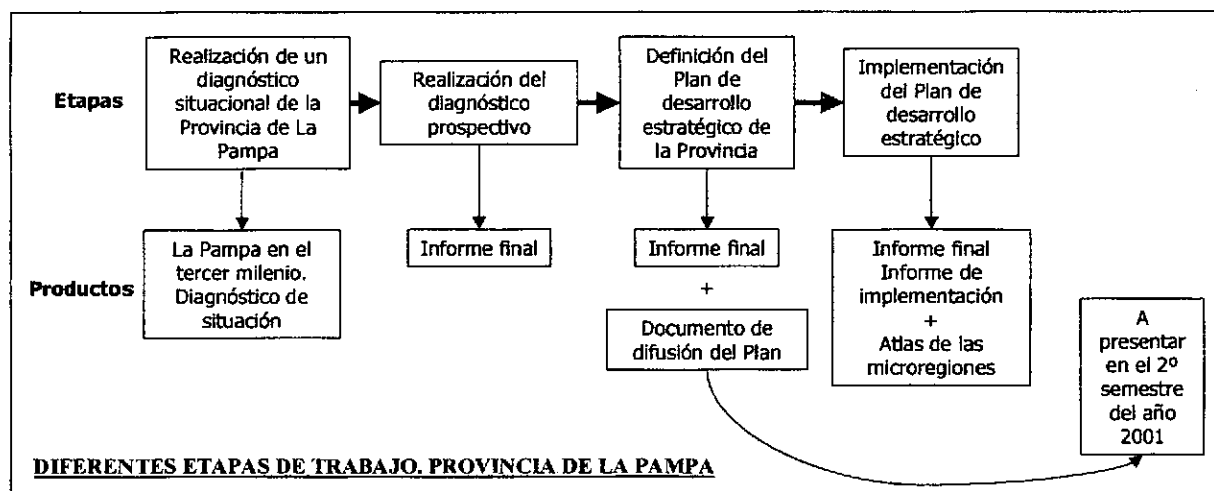 Etapas
Realización de un
diagnóstico
situacional de la
Provincia de La
Pampa
Realización del
diagnóstico
prospectivo
Definición del
Plan de
desarrollo
estratégico de
la Provincia
Implementación
del Plan de
desarrollo
estratégico
Productos
La Pampa en el
tercer milenio.
Diagnóstico de
situación
Informe final
Informe final
+
Documento de
difusión del Plan
Informe final
Informe de
implementación
+
Atlas de las
microregiones
A
presentar
en el 2º
semestre
del año
2001
DIFERENTES ETAPAS DE TRABAJO. PROVINCIA DE LA PAMPA